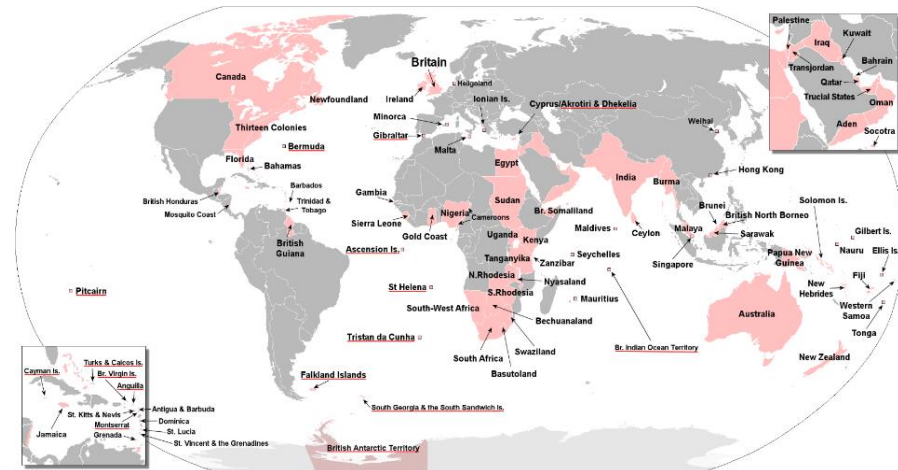 Canada
Newfoundland
Thirteen Colonies
Bermuda
Florida
Bahamas
British Honduras
Mosquito Coast
Barbados
Trinidad &
Tobago
British
Guiana
Pitcairn
Britain
Helgoland
Ireland
Ionian Is.
Minorca
Gibraltar
Malta
Cyprus/Akrotiri & Dhekelia
Weihai
Hong Kong
Egypt
India
Burma
Gambia
Sudan
Br. Somaliland
Sierra Leone
Gold Coast
Nigeria
Cameroons
Uganda
Kenya
Maldives
Ceylon
Malaya
Singapore
Brunei
British North Borneo
Sarawak
Solomon Is.
Gilbert Is.
Nauru
Ellis Is.
Papua New
Guinea
Ascension Is.
Tanganyika
Zanzibar
Seychelles
N.Rhodesia
Nyasaland
St Helena
S.Rhodesia
Mauritius
South-West Africa
Bechuanaland
Br. Indian Ocean Territory
Tristan da Cunha
South Africa
Swaziland
Basutoland
Australia
New
Hebrides
Fiji
Western
Samoa
Tonga
New Zealand
Falkland Islands
South Georgia & the South Sandwich Is.
British Antarctic Territory
Palestine
Iraq
Kuwait
Transjordan
Bahrain
Qatar
Trucial States
Oman
Aden
Socotra
Turks & Caicos Is.
Cayman Is.
Br. Virgin Is.
Anguilla
St. Kitts & Nevis
Antigua & Barbuda
Montserrat
Dominica
Jamaica
Grenada
St. Lucia
St. Vincent & the Grenadines